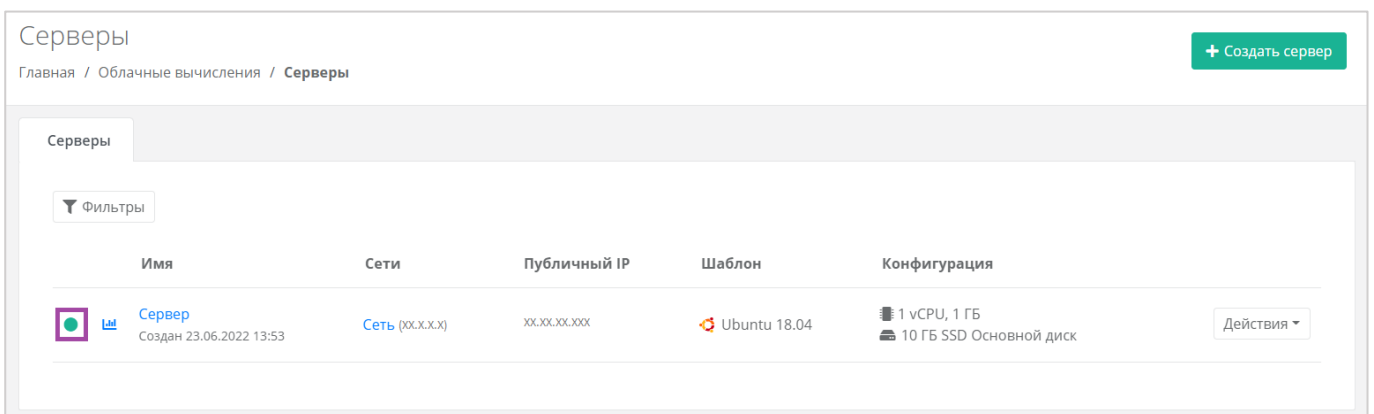 Серверы
+ Создать сервер
Главная / Облачные вычисления / Серверы
Серверы
Фильтры
Имя Сети Публичный IP Шаблон Конфигурация
Сервер
Создан 23.06.2022 13:53
Сеть (XX.X.X.X)
XX.XX.XX.XXX
Ubuntu 18.04
1 vCPU, 1 ГБ
10 ГБ SSD Основной диск
Действия